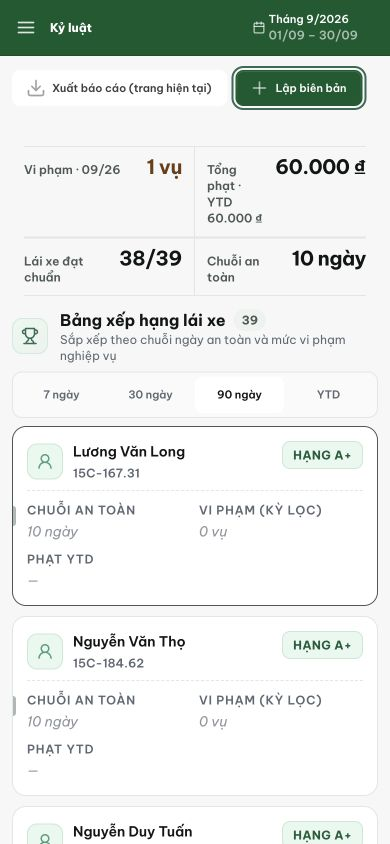 Kỷ luật
Tháng 9/2026
01/09 – 30/09
Xuất báo cáo (trang hiện tại)
Lập biên bản
Vi phạm · 09/26
1 vụ
Tổng phạt · YTD
60.000 ₫
60.000 ₫
Lái xe đạt chuẩn
38/39
Chuỗi an toàn
10 ngày
Bảng xếp hạng lái xe 39
Sắp xếp theo chuỗi ngày an toàn và mức vi phạm
nghiệp vụ
7 ngày 30 ngày 90 ngày YTD
Lương Văn Long
15C-167.31
HẠNG A+
CHUỖI AN TOÀN
10 ngày
VI PHẠM (KỲ LỌC)
0 vụ
PHẠT YTD
—
Nguyễn Văn Thọ
15C-184.62
HẠNG A+
CHUỖI AN TOÀN
10 ngày
VI PHẠM (KỲ LỌC)
0 vụ
PHẠT YTD
—
Nguyễn Duy Tuấn
HẠNG A+